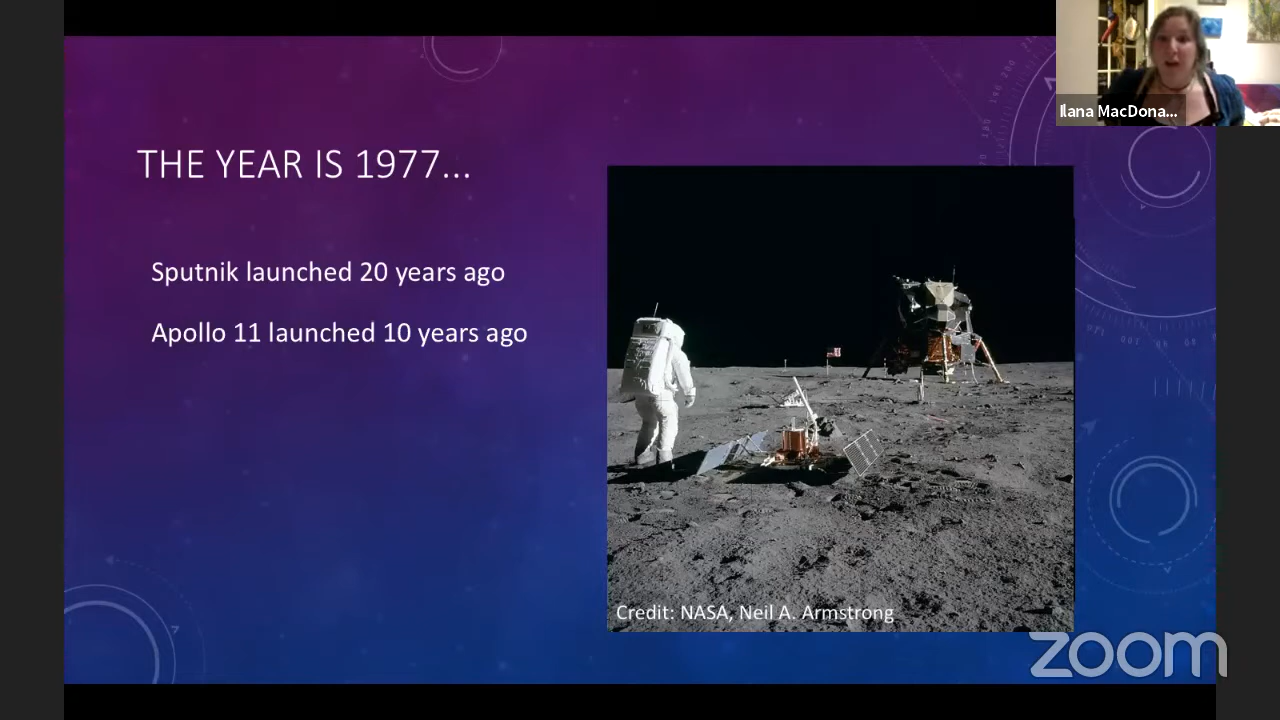 Ilana MacDona...
THE YEAR IS 1977...
Sputnik launched 20 years ago
Apollo 11 launched 10 years ago
Credit: NASA, Neil A. Armstrong
zoom